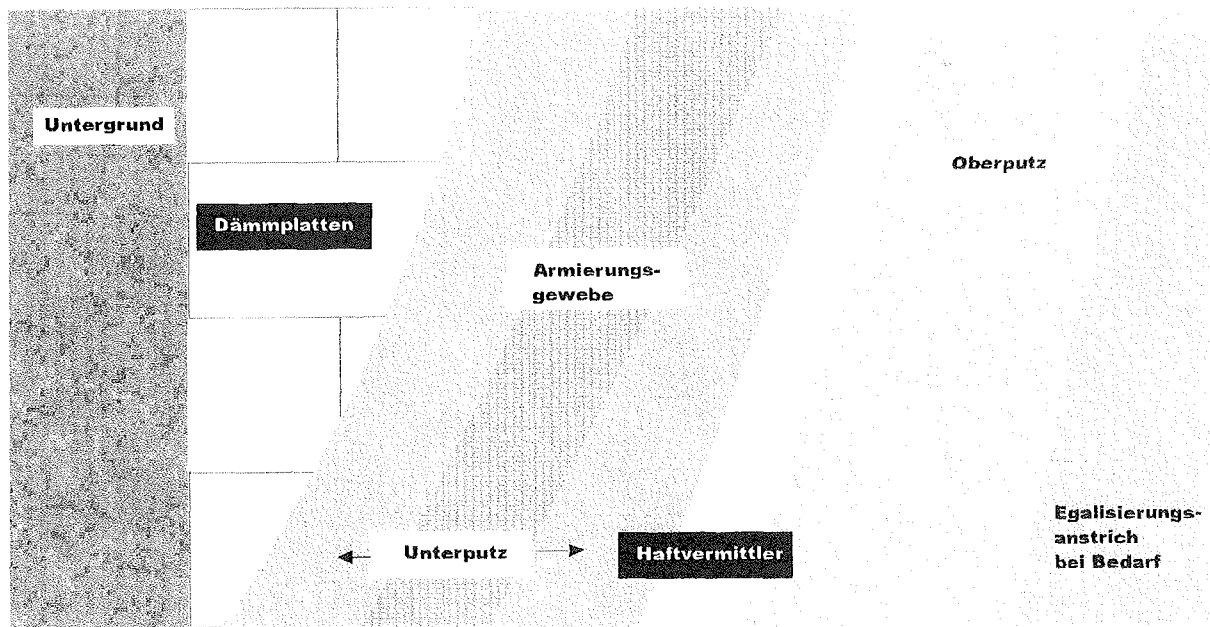 Untergrund
Dämmplatten
Armierungs-
gewebe
Oberputz
Unterputz
Haftvermittler
Egalisierungs-
anstrich
bei Bedarf